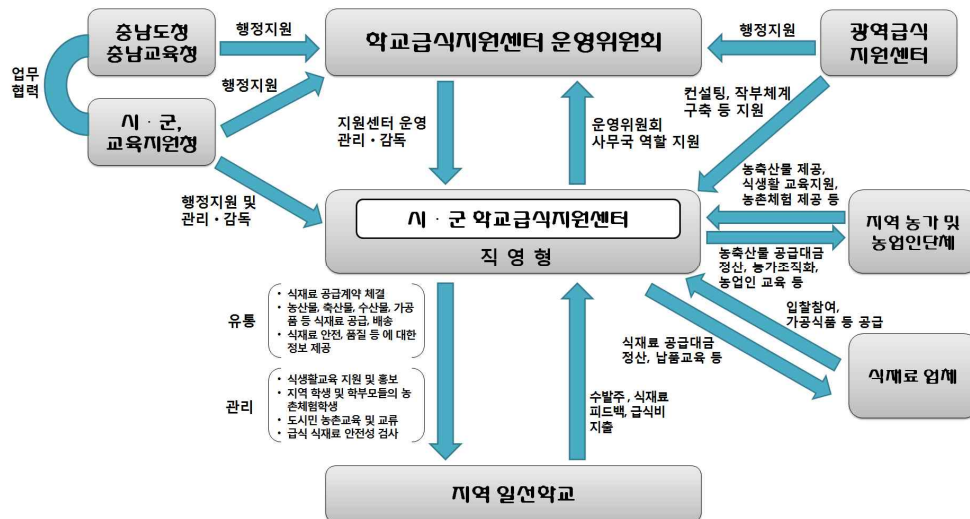 충남도청
충남교육청
행정지원
학교급식지원센터 운영위원회
행정지원
광역급식
지원센터
업무
협력
행정지원
시 · 군,
교육지원청
컨설팅, 작부체계
구축 등 지원
지원센터 운영
관리 · 감독
운영위원회
사무국 역할 지원
행정지원 및
관리 · 감독
농축산물 제공,
식생활 교육지원,
농촌체험 제공 등
시 · 군 학교급식지원센터
직 영 형
지역 농가 및
농업인단체
농축산물 공급대금
정산, 농가조직화,
농업인 교육 등
유통
• 식재료 공급계약 체결
• 농산물, 축산물, 수산물, 가공
품 등 식재료 공급, 배송
• 식재료 안전, 품질 등 에 대한
정보 제공
입찰참여,
가공식품 등 공급
식재료 공급대금
정산, 납품교육 등
식재료 업체
관리
• 식생활교육 지원 및 홍보
• 지역 학생 및 학부모들의 농
촌체험학생
• 도시민 농촌교육 및 교류
• 급식 식재료 안전성 검사
수발주 , 식재료
피드백, 급식비
지출
지역 일선학교